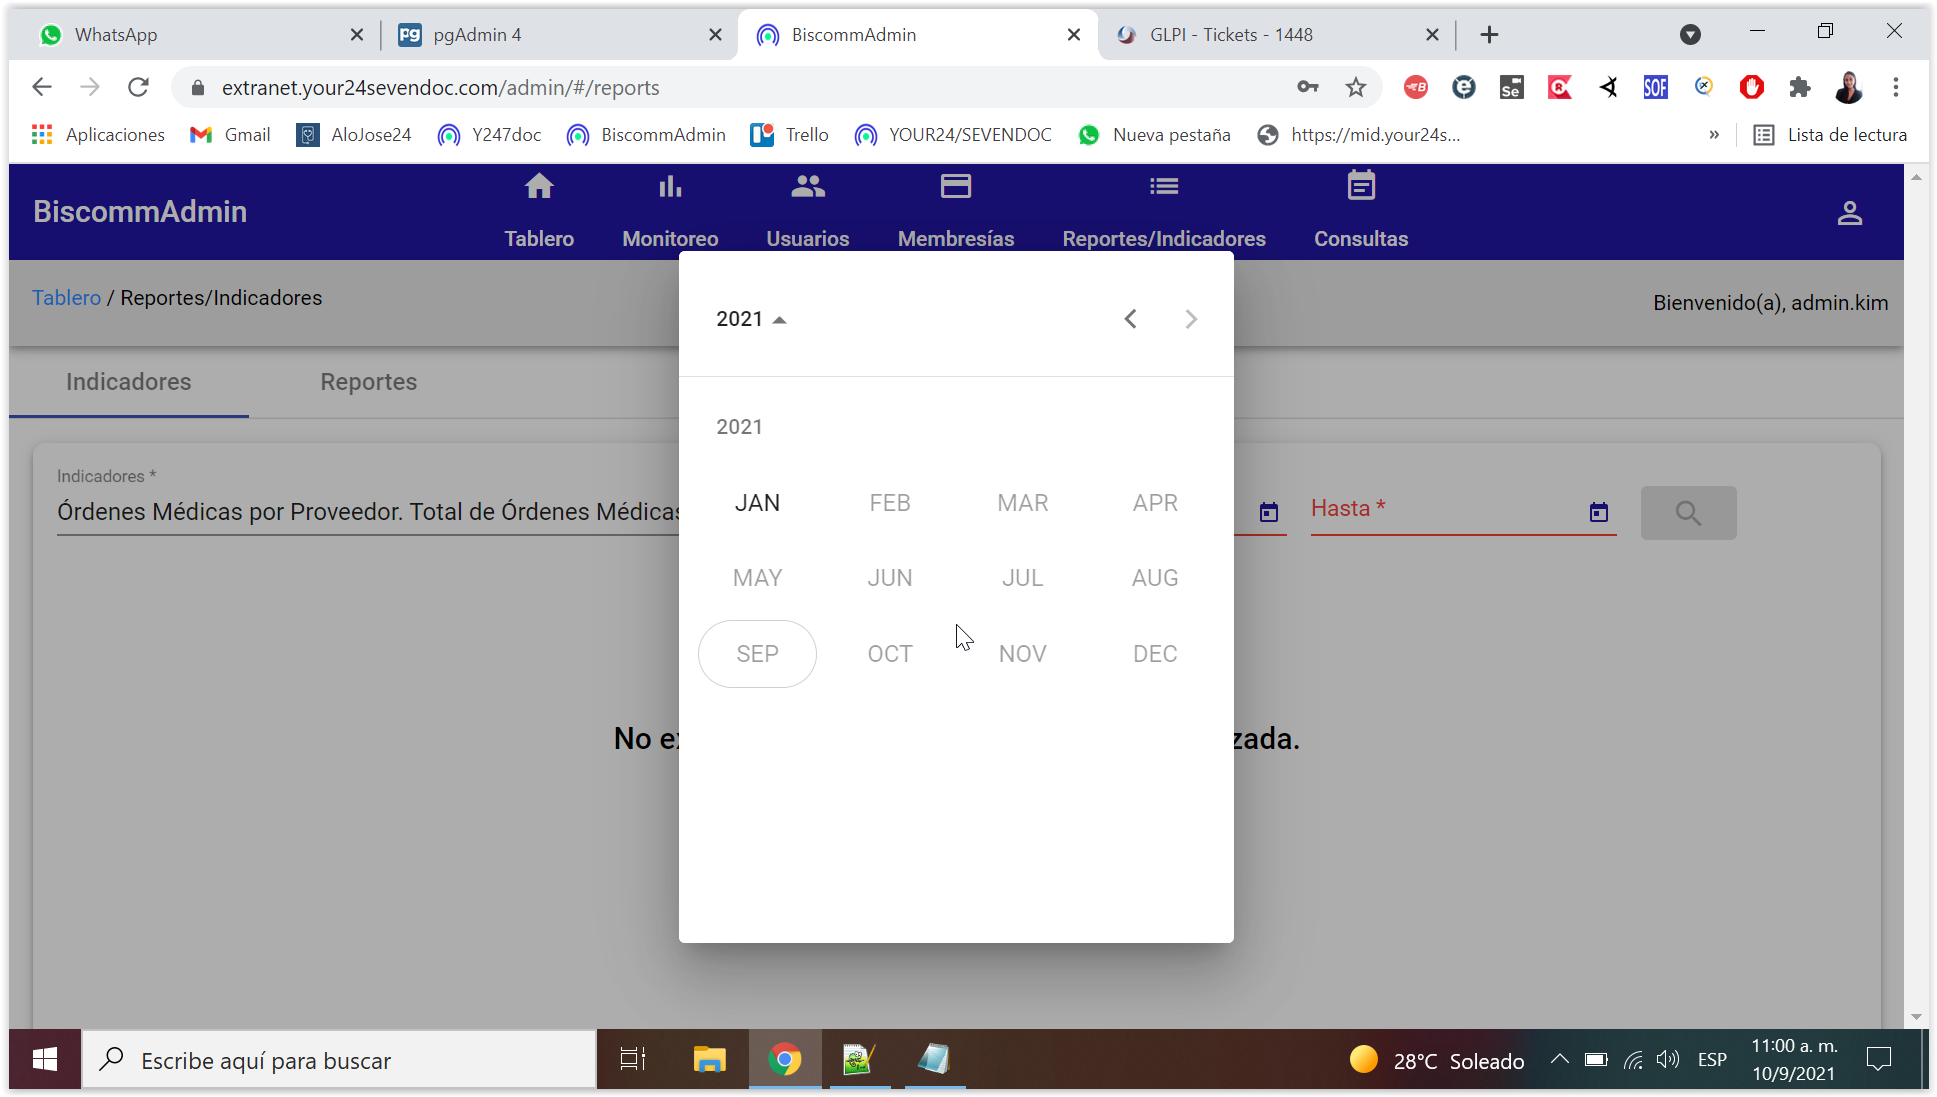 WhatsApp
pgAdmin 4
BiscommAdmin
GLPI - Tickets - 1448
extranet.your24sevendoc.com/admin/#/reports
Aplicaciones
Gmail
AloJose24
Y247doc
BiscommAdmin
Trello
YOUR24/SEVENDOC
Nueva pestaña
https://mid.your24s...
»
Lista de lectura
BiscommAdmin
Tablero
Monitoreo
Usuarios
Membresías
Reportes/Indicadores
Consultas
Tablero / Reportes/Indicadores
Bienvenido(a), admin.kim
Indicadores
Reportes
2021
2021
JAN FEB MAR APR
MAY JUN JUL AUG
SEP OCT NOV DEC
Indicadores *
Órdenes Médicas por Proveedor. Total de Órdenes Médicas
Hasta *
No
zada.
Escribe aquí para buscar
28°C Soleado
ESP
11:00 a. m.
10/9/2021